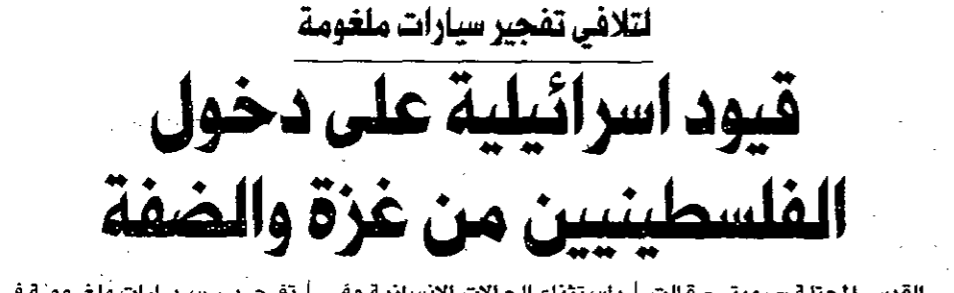 لتلافي تفجير سيارات ملغومة
قيود اسرائيلية على دخول
الفلسطينيين من غزة والضفة